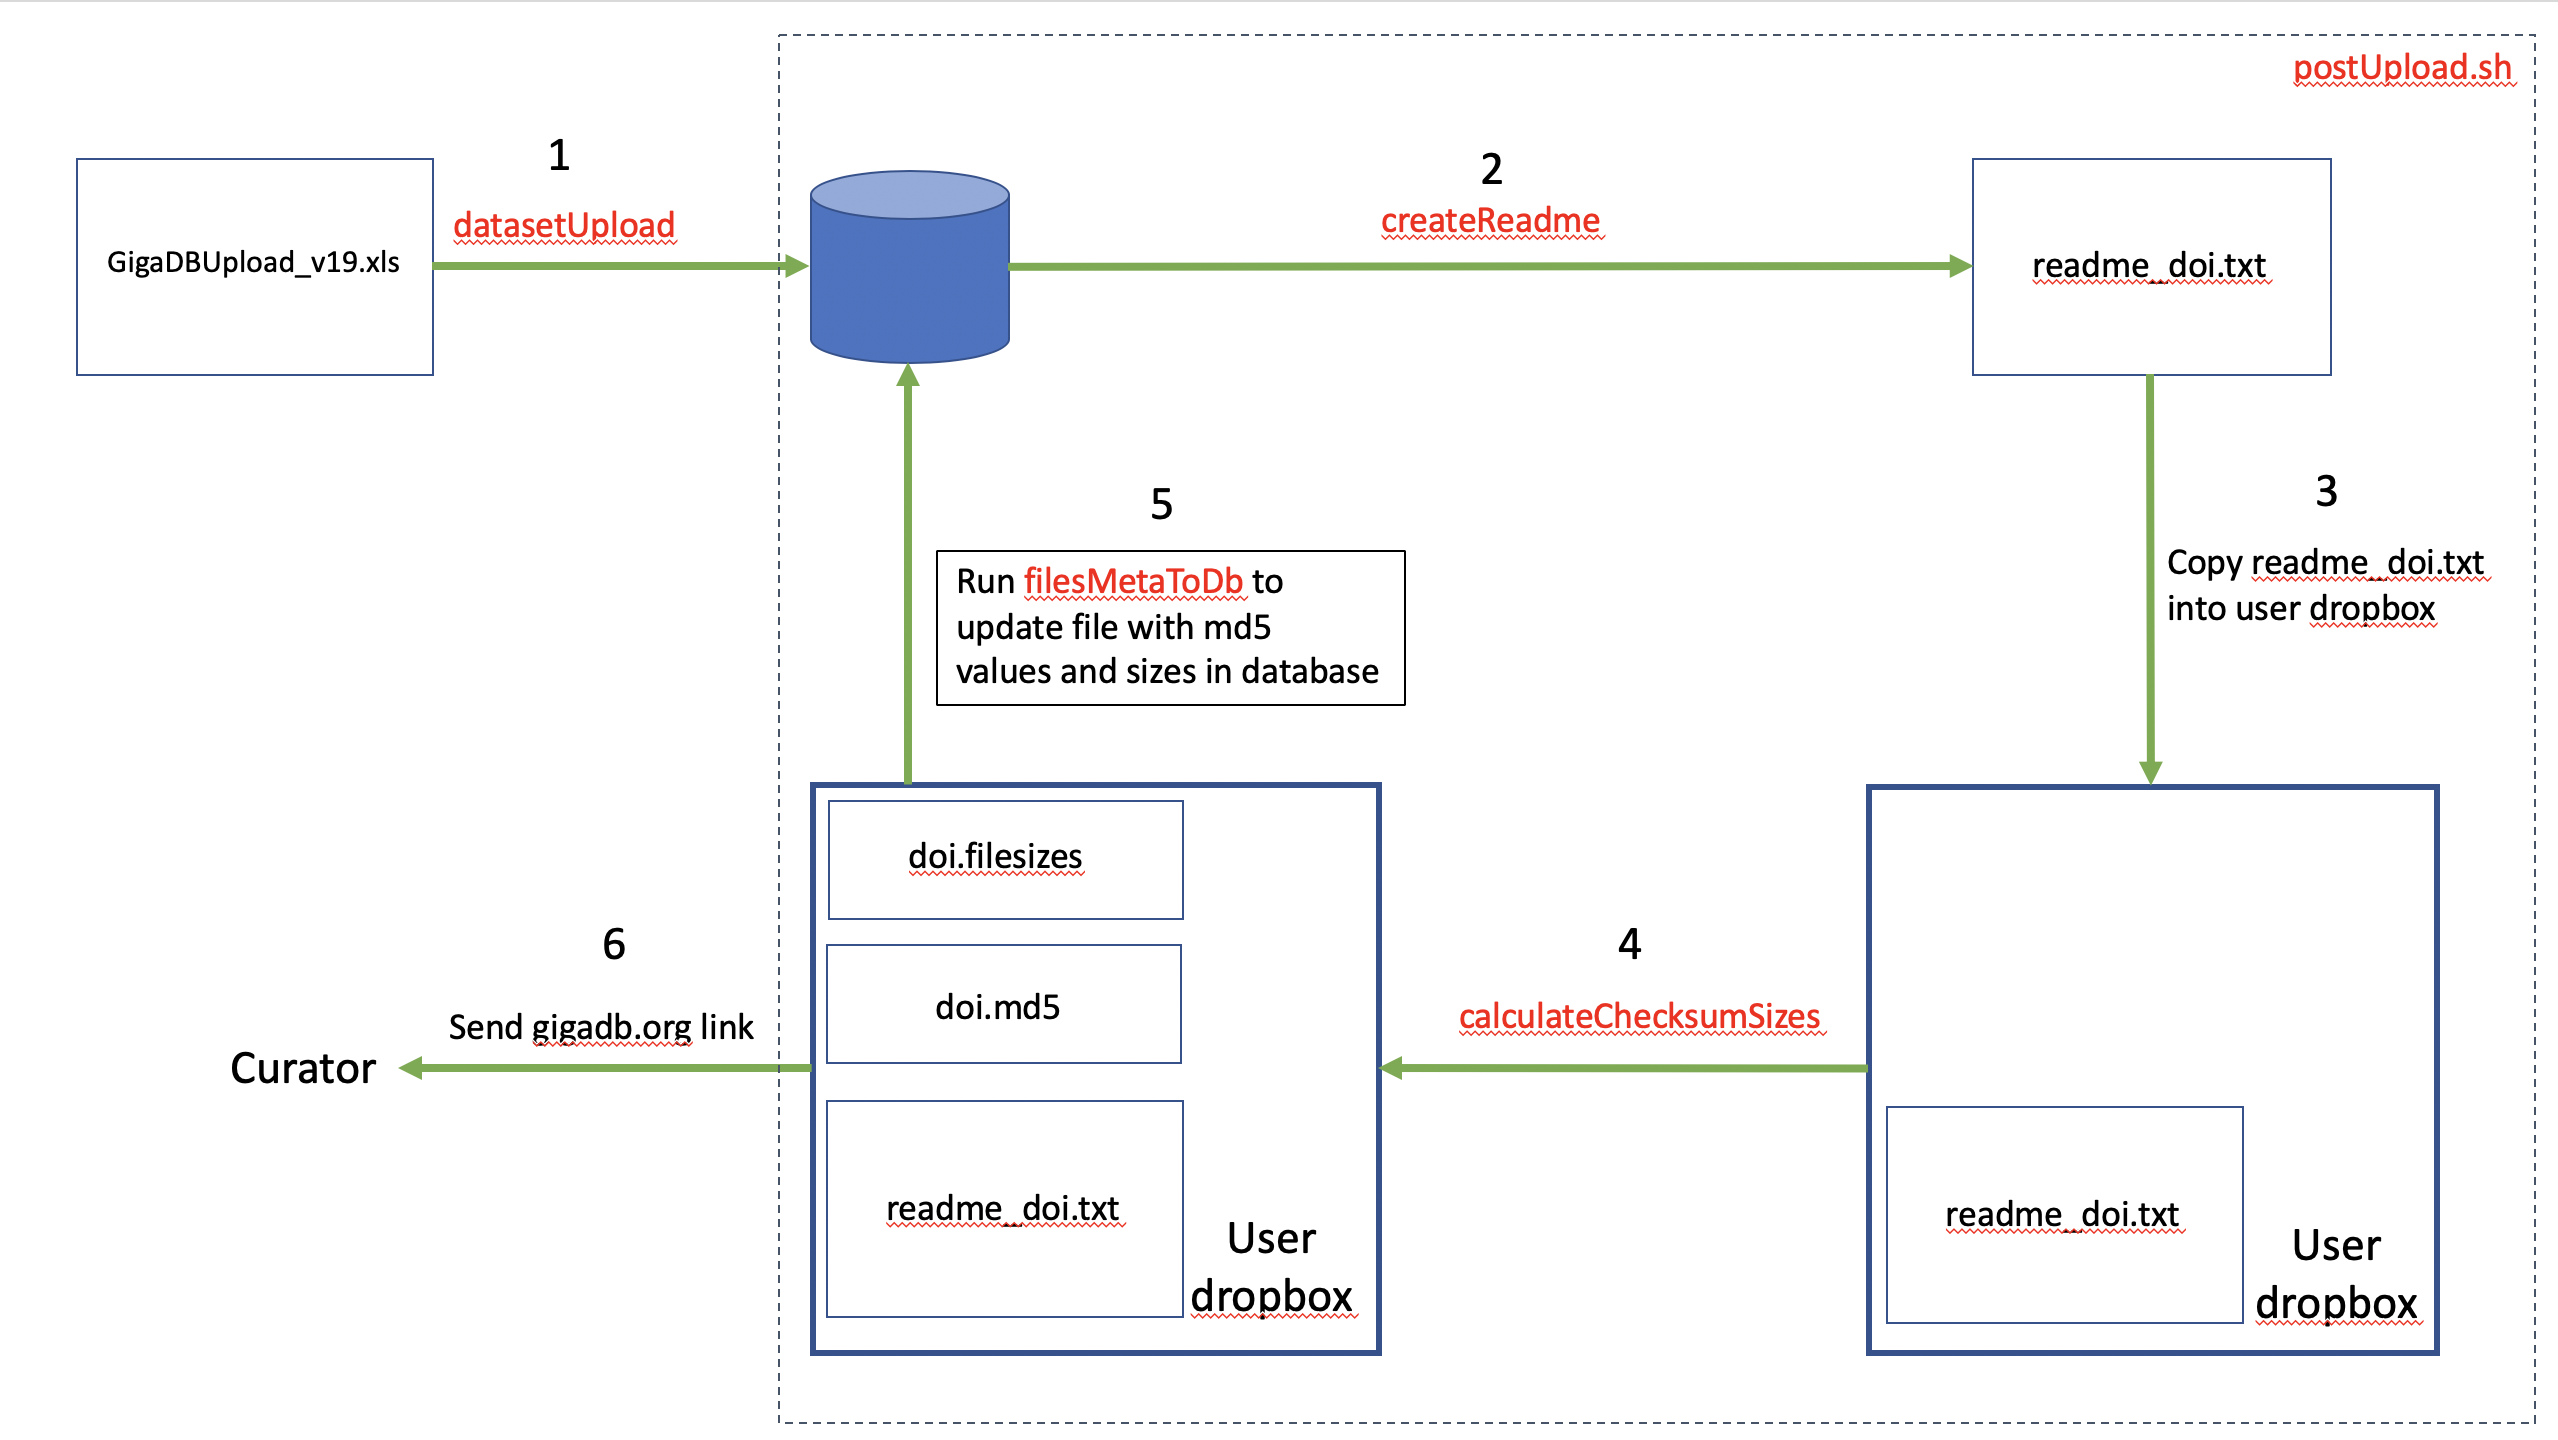 postUpload.sh
1
datasetUpload
GigaDBUpload_v19.xls
2
createReadme
readme_doi.txt
3
Copy readme_doi.txt
into user dropbox
5
Run filesMetaToDb to
update file with md5
values and sizes in database
4
calculateChecksumSizes
readme_doi.txt
User
dropbox
doi.filesizes
doi.md5
readme_doi.txt
User
dropbox
6
Send gigadb.org link
Curator